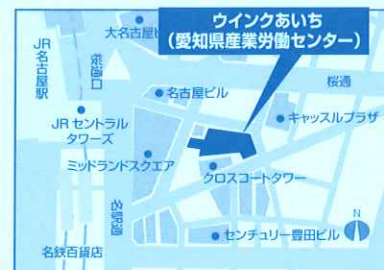 ウインクあいち
(愛知県産業労働センター)
大名古屋ビ
JR
名古屋駅
桜通口
桜通
名古屋ビル
キャッスルプラザ
JRセントラル
タワーズ
ミッドランドスクエア
クロスコートタワー
名駅通
センチュリー豊田ビル
名鉄百貨店
N